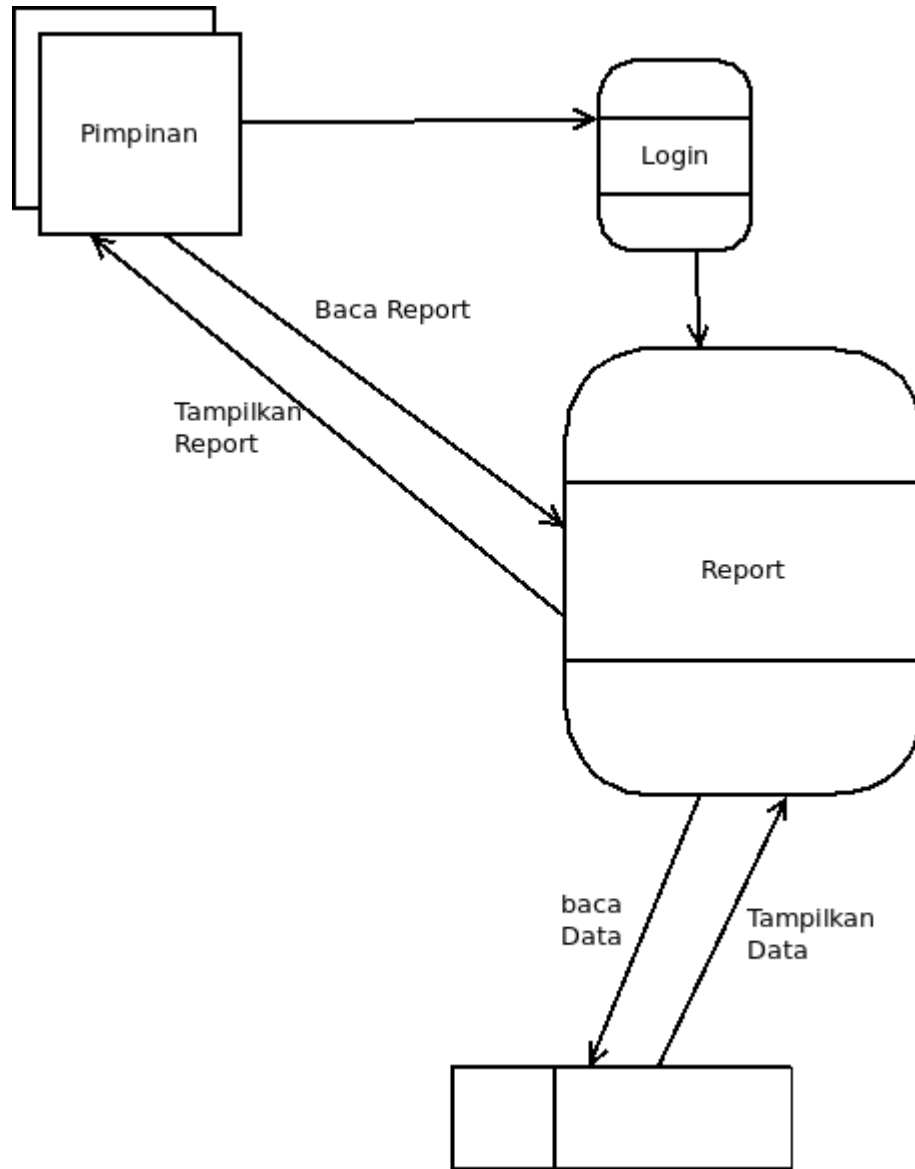 Pimpinan
Login
Baca Report
Tampilkan
Report
Report
baca
Data
Tampilkan
Data